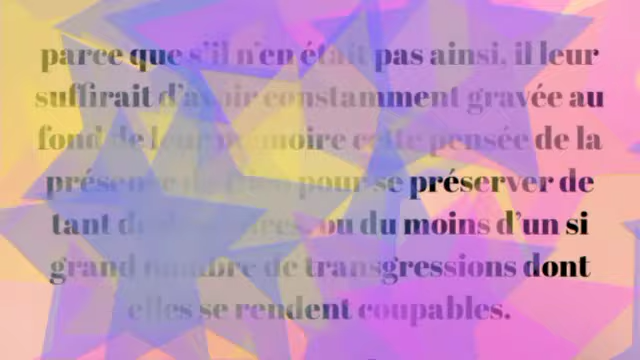 parce que s'il n'en était pas ainsi, il leur
suffirait d'avoir constamment gravée au
fond de leur mémoire cette pensée de la
présence de Dieu pour se préserver de
tant de ou du moins d'un si
grand nombre de transgressions dont
elles se rendent coupables.